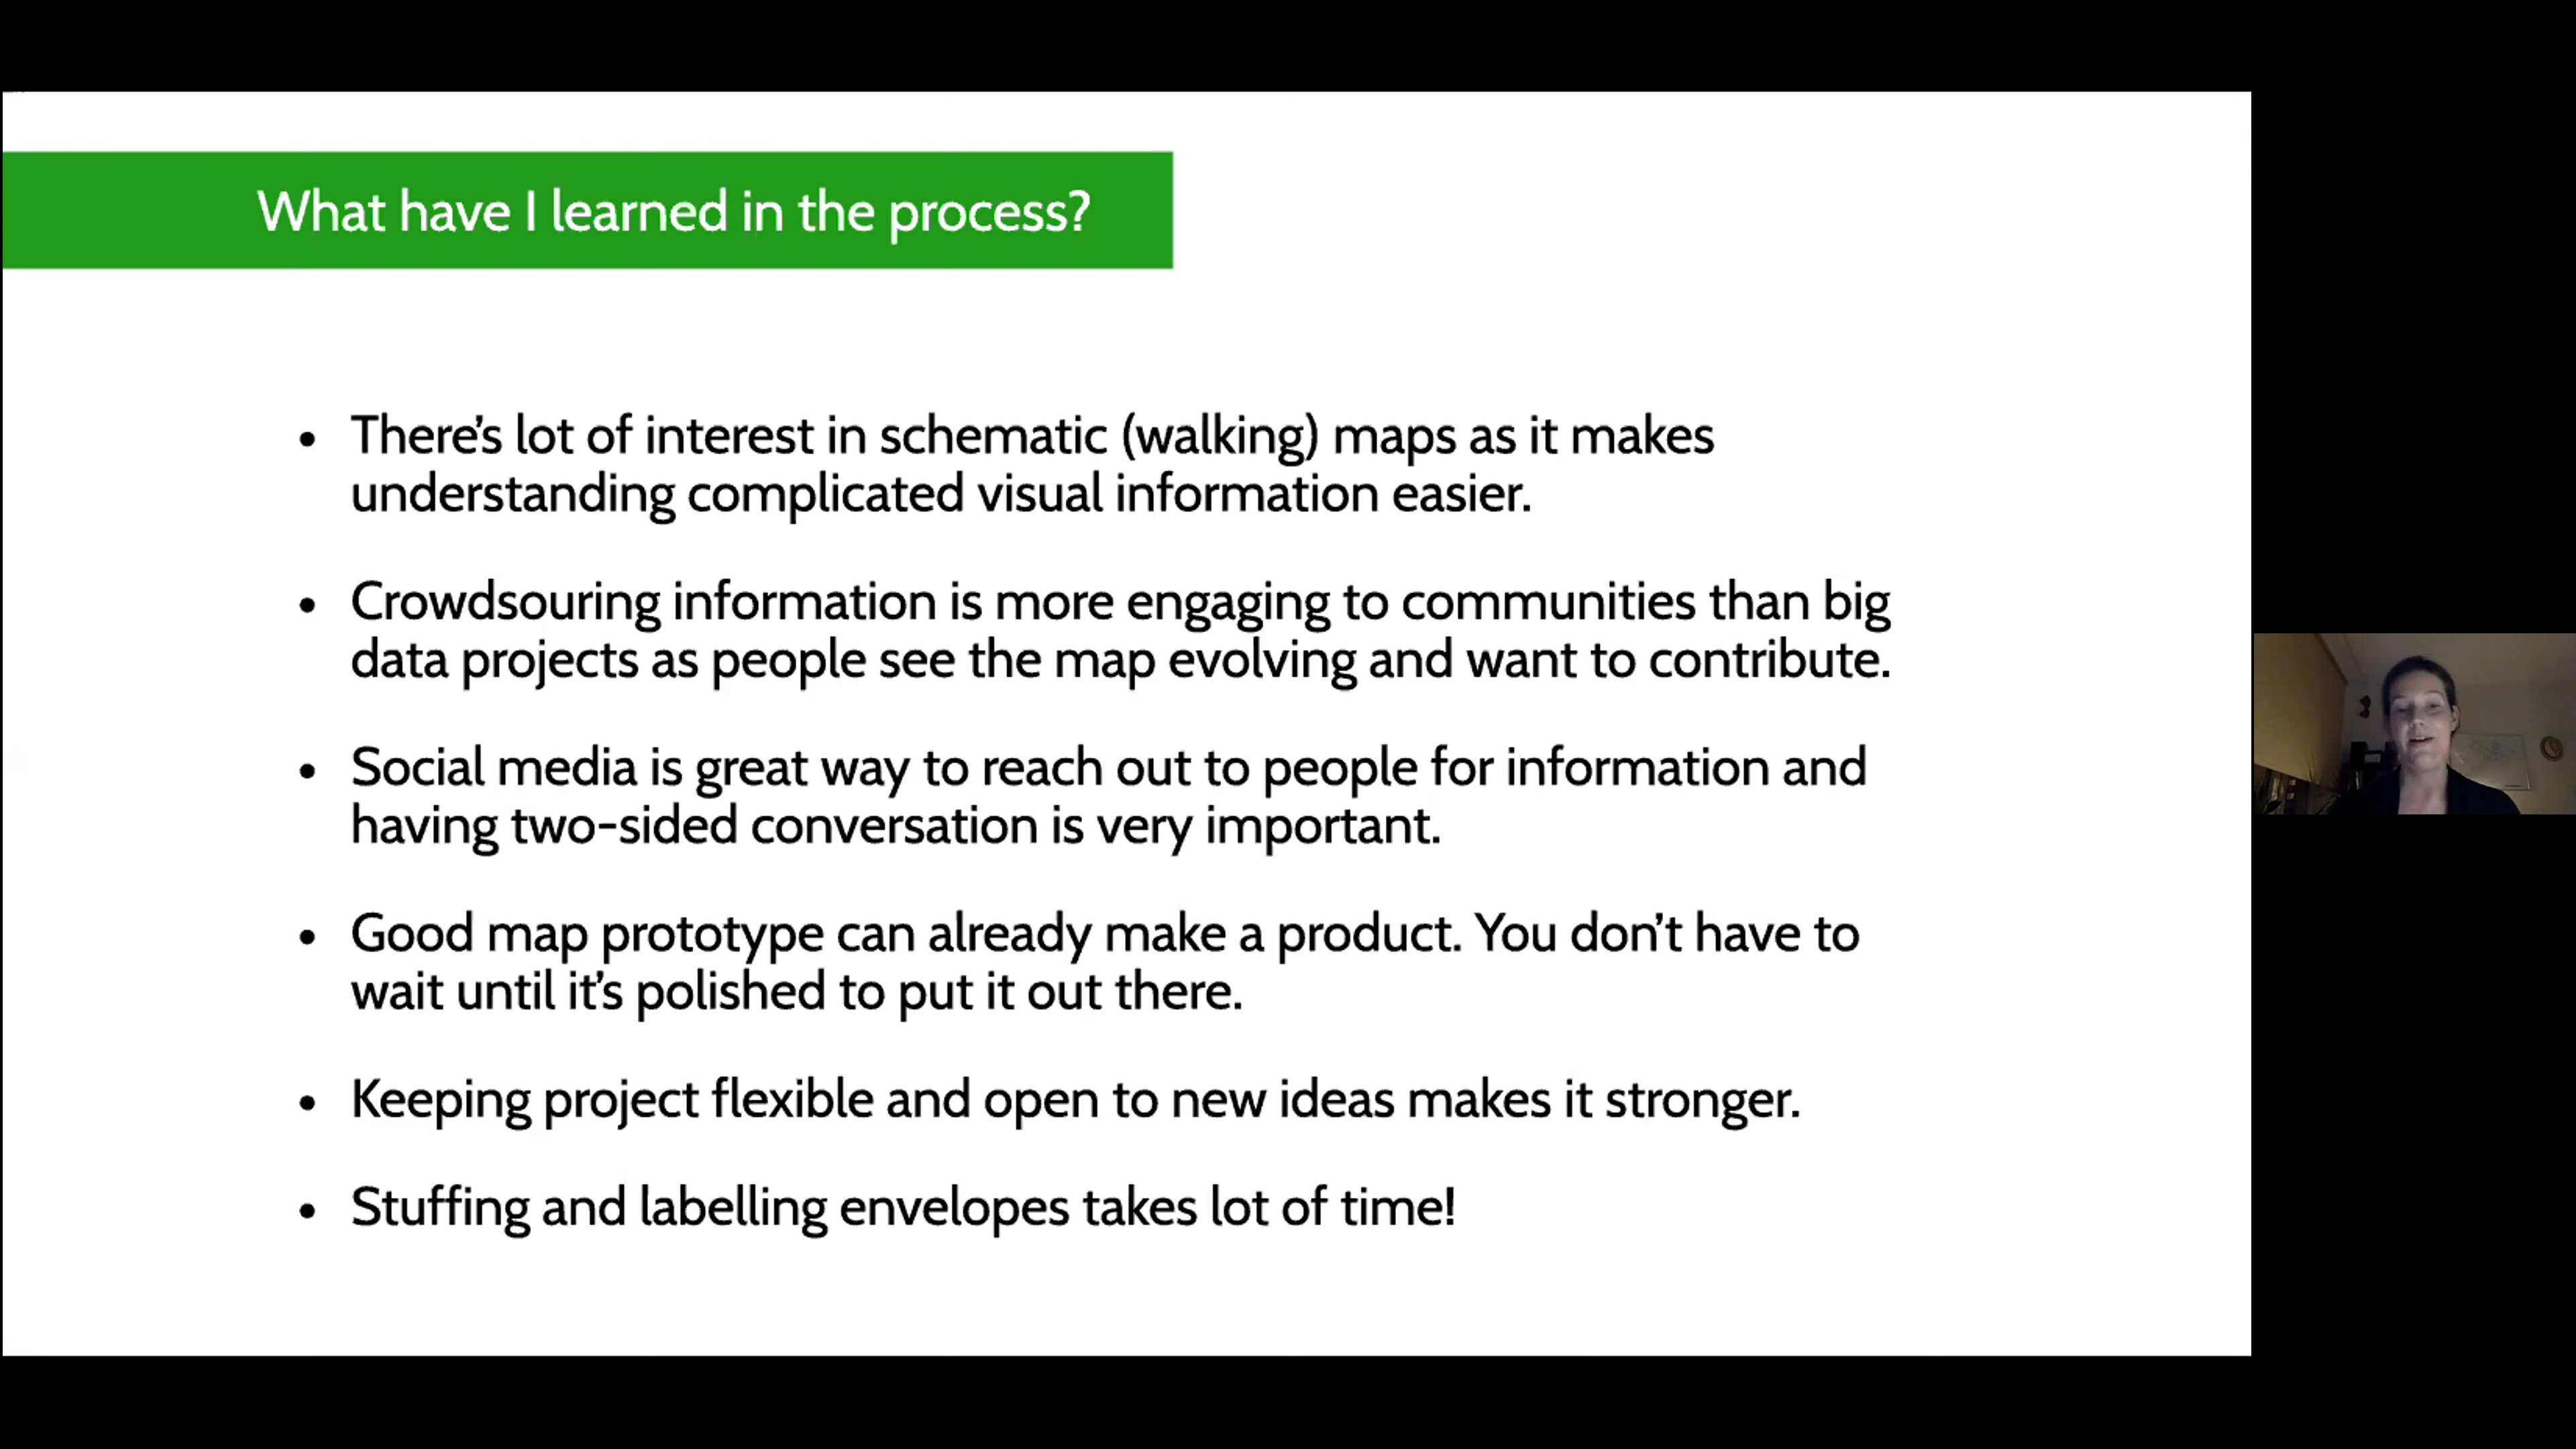 What have I learned in the process?
• There's lot of interest in schematic (walking) maps as it makes
understanding complicated visual information easier.
• Crowdsouring information is more engaging to communities than big
data projects as people see the map evolving and want to contribute.
• Social media is great way to reach out to people for information and
having two-sided conversation is very important.
• Good map prototype can already make a product. You don't have to
wait until it's polished to put it out there.
• Keeping project flexible and open to new ideas makes it stronger.
• Stuffing and labelling envelopes takes lot of time!